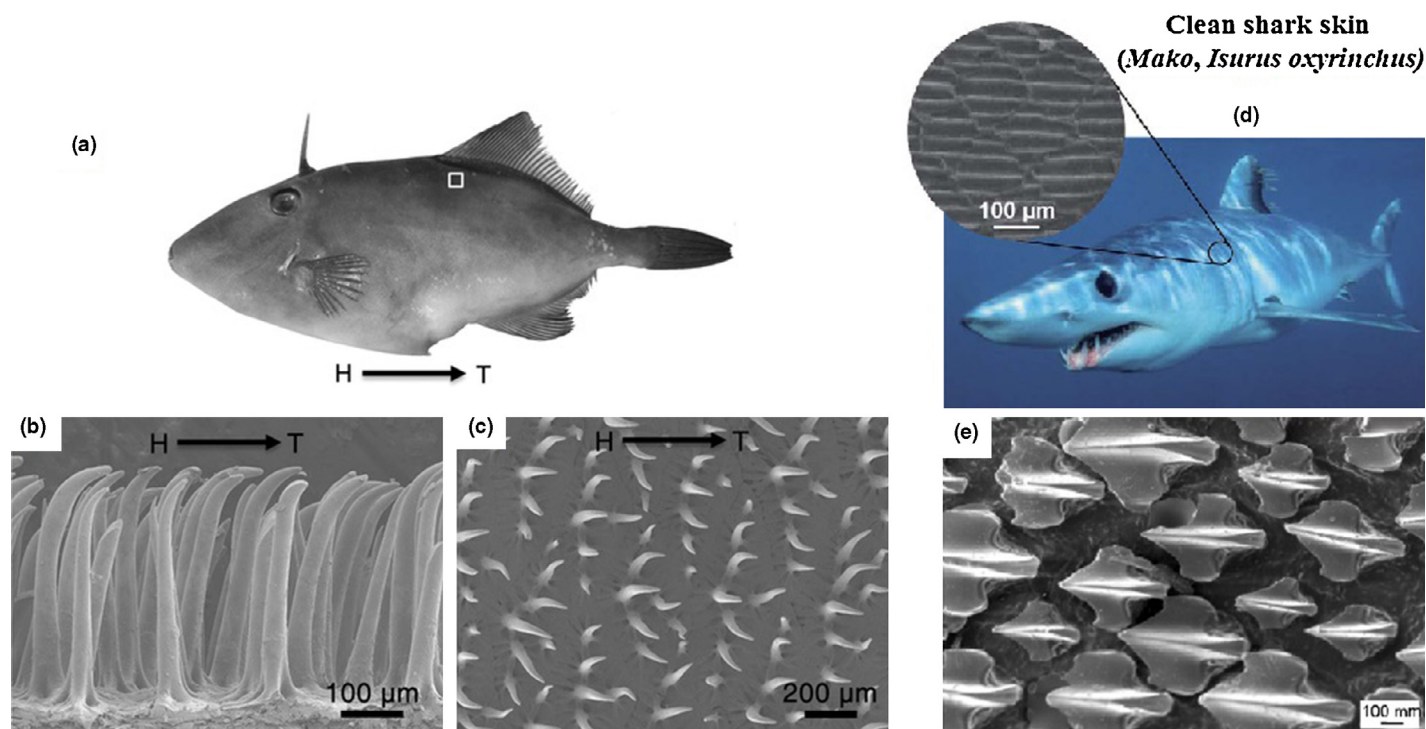 Clean shark skin
(Mako, Isurus oxyrinchus)
(a)
(d)
100 µm
H T
(b)
H T
100 µm
(c)
H T
200 µm
(e)
100 mm